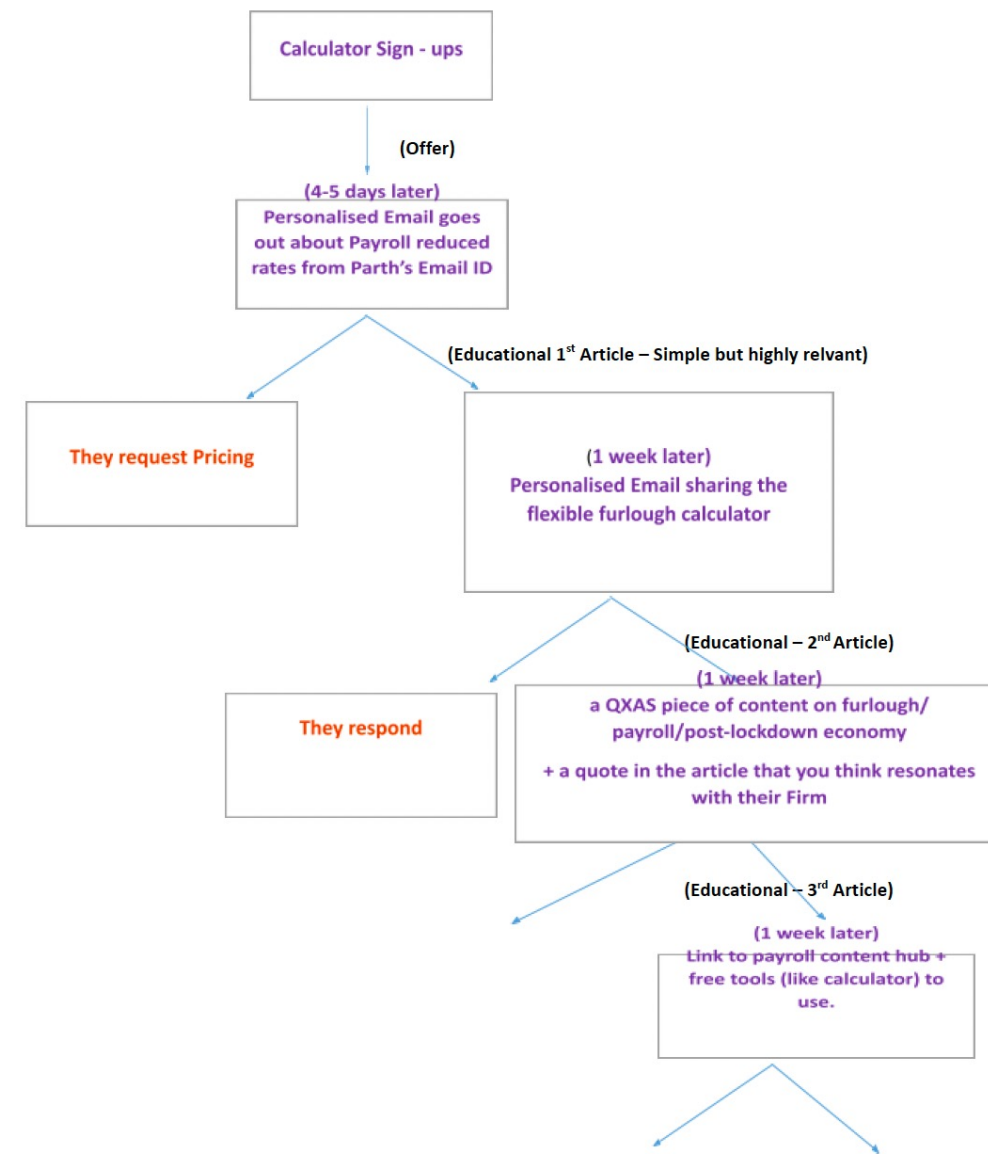 Calculator Sign - ups
(Offer)
(4-5 days later)
Personalised Email goes
out about Payroll reduced
rates from Parth's Email ID
(Educational 1st Article – Simple but highly relvant)
They request Pricing
(1 week later)
Personalised Email sharing the
flexible furlough calculator
(Educational – 2nd Article)
(1 week later)
They respond
a QXAS piece of content on furlough/
payroll/post-lockdown economy
+ a quote in the article that you think resonates
with their Firm
(Educational – 3rd Article)
(1 week later)
Link to payroll content hub +
free tools (like calculator) to
use.